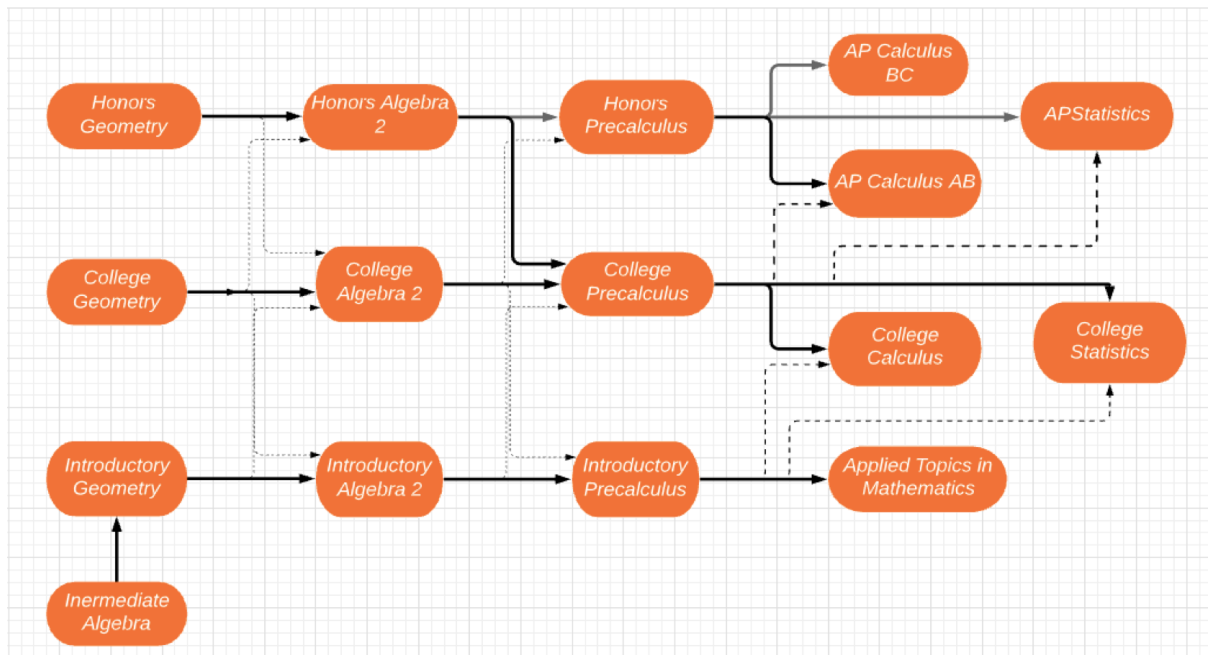 AP Calculus
BC
Honors
Geometry
Honors Algebra
2
Honors
Precalculus
APStatistics
AP Calculus AB
College
Geometry
College
Algebra 2
College
Precalculus
College
Calculus
College
Statistics
Introductory
Geometry
Introductory
Algebra 2
Introductory
Precalculus
Applied Topics in
Mathematics
Inermediate
Algebra